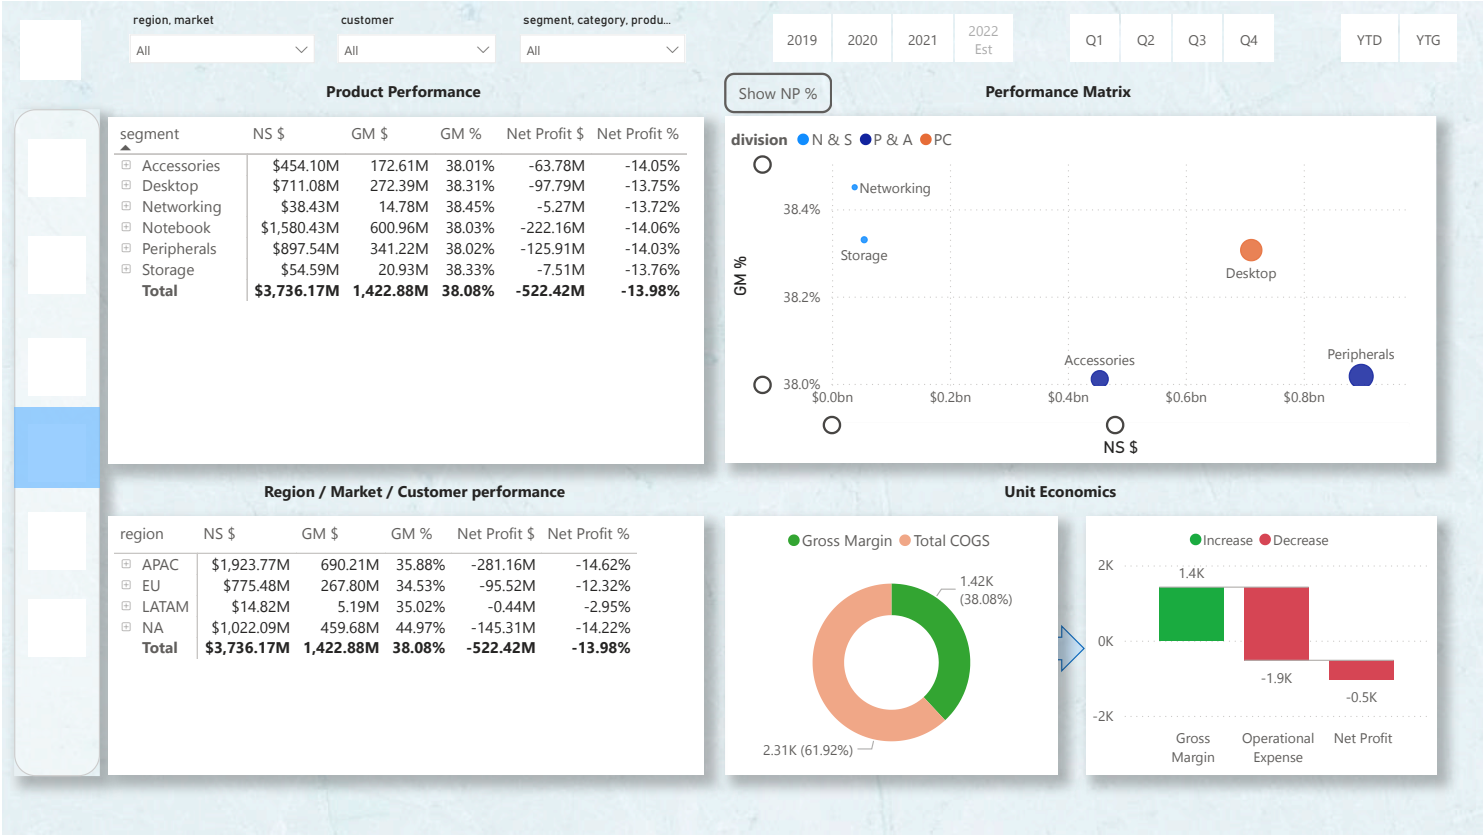 region, market
customer
segment, category, produ...
All
All
All
2019
2020
2021
2022
Est
Q1
Q2
Q3
Q4
YTD
YTG
Product Performance
Show NP %
Performance Matrix
segment NS $ GM $ GM % Net Profit $ Net Profit %
Accessories $454.10M 172.61M 38.01% -63.78M -14.05%
Desktop $711.08M 272.39M 38.31% -97.79M -13.75%
Networking $38.43M 14.78M 38.45% -5.27M -13.72%
Notebook $1,580.43M 600.96M 38.03% -222.16M -14.06%
Peripherals $897.54M 341.22M 38.02% -125.91M -14.03%
Storage $54.59M 20.93M 38.33% -7.51M -13.76%
Total $3,736.17M 1,422.88M 38.08% -522.42M -13.98%
division N & S P & A PC
Networking
38.4%
Storage
Desktop
GM %
38.2%
Accessories
Peripherals
38.0%
$0.0bn $0.2bn $0.4bn $0.6bn $0.8bn
NS $
Region / Market / Customer performance
Unit Economics
region NS $ GM $ GM % Net Profit $ Net Profit %
APAC $1,923.77M 690.21M 35.88% -281.16M -14.62%
EU $775.48M 267.80M 34.53% -95.52M -12.32%
LATAM $14.82M 5.19M 35.02% -0.44M -2.95%
NA $1,022.09M 459.68M 44.97% -145.31M -14.22%
Total $3,736.17M 1,422.88M 38.08% -522.42M -13.98%
Gross Margin Total COGS
1.42K
(38.08%)
2.31K (61.92%)
Increase Decrease
2K
1.4K
0K
-1.9K
-0.5K
-2K
Gross
Margin
Operational
Expense
Net Profit